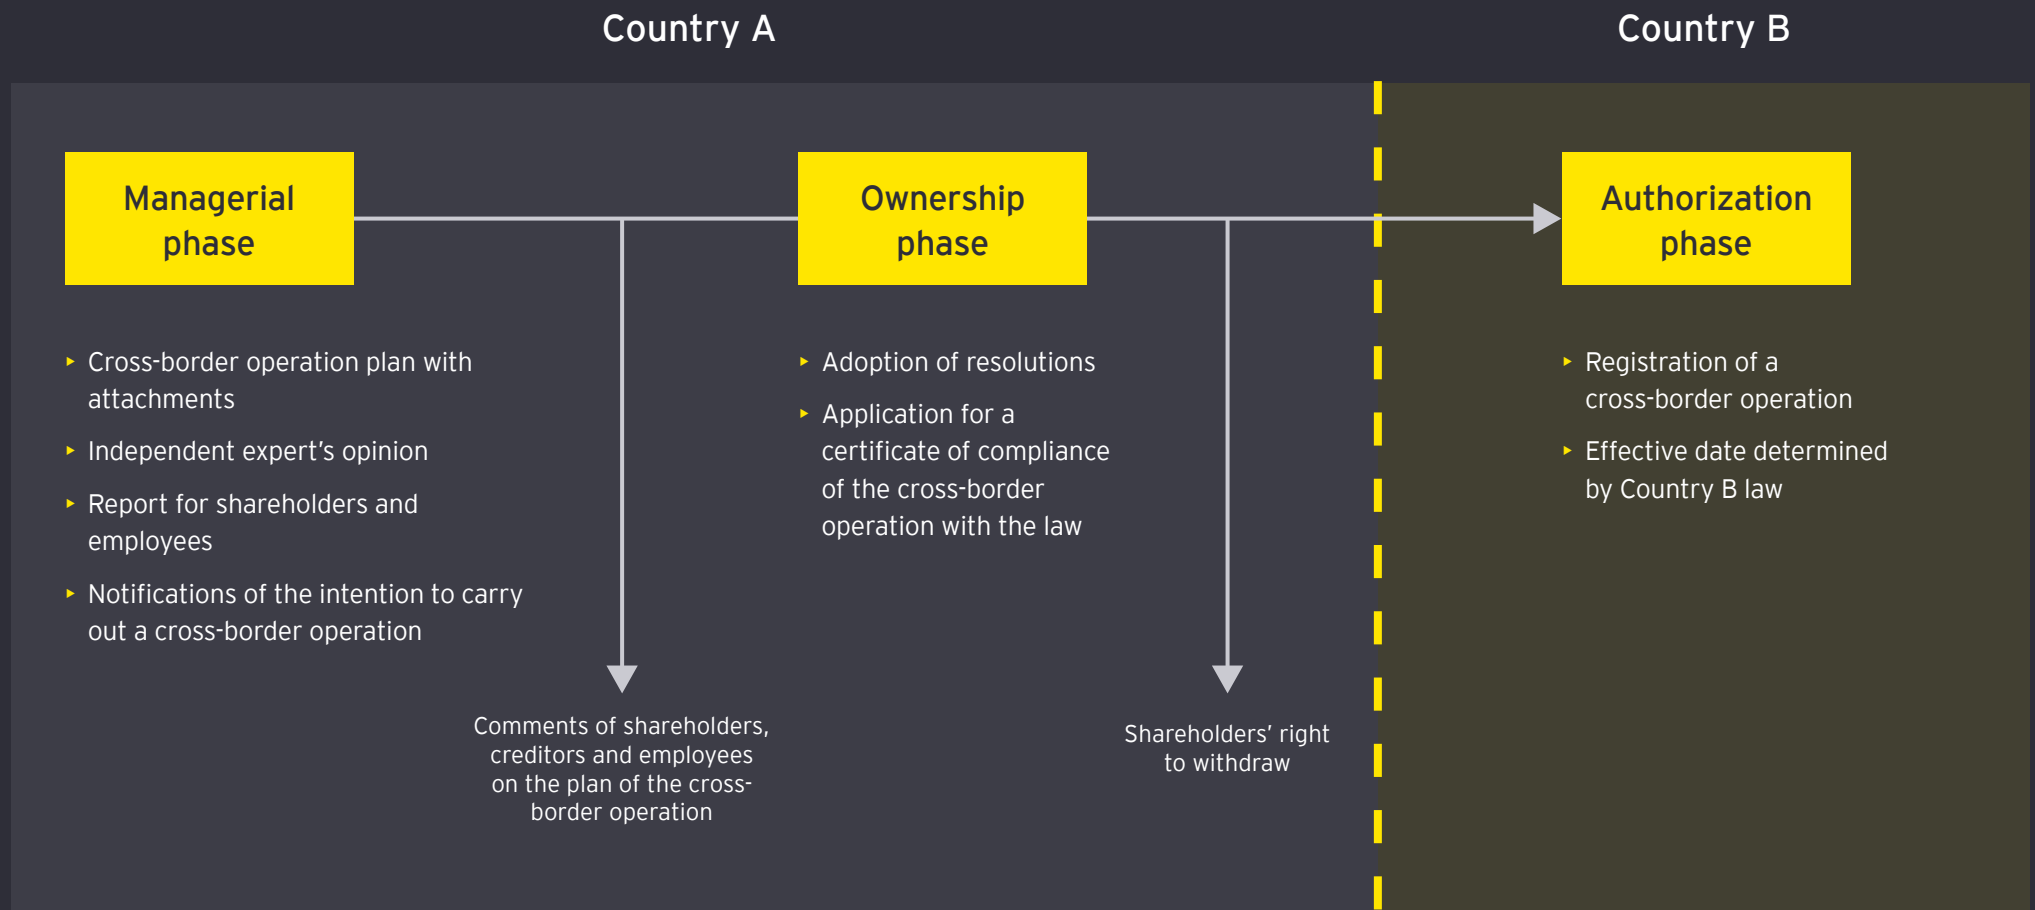 Country A
Country B
Managerial
phase
Ownership
phase
Authorization
phase
‣ Cross-border operation plan with
attachments
‣ Independent expert's opinion
‣ Report for shareholders and
employees
‣ Notifications of the intention to carry
out a cross-border operation
‣ Adoption of resolutions
‣ Application for a
certificate of compliance
of the cross-border
operation with the law
‣ Registration of a
cross-border operation
‣ Effective date determined
by Country B law
Comments of shareholders,
creditors and employees
on the plan of the cross-
border operation
Shareholders' right
to withdraw